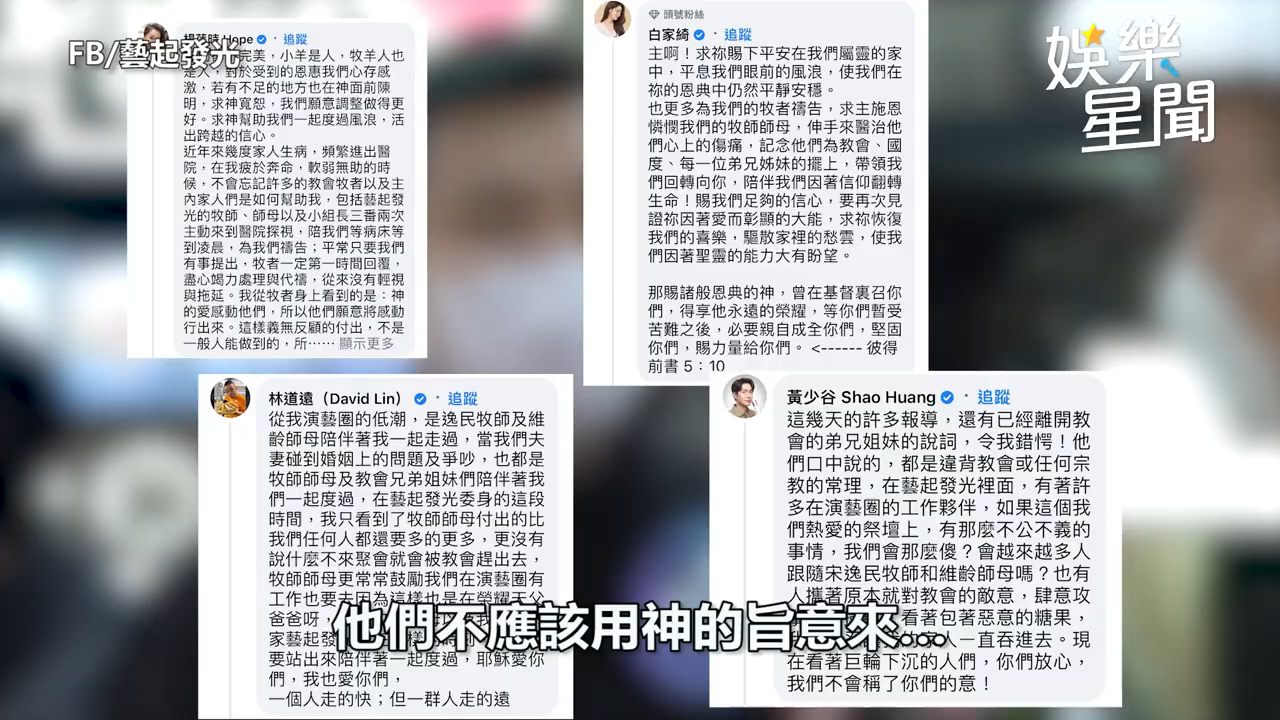 FB/藝起發光
Hope · 追蹤
完美，小羊是人，牧羊人也
是人，對於受到的恩惠我們心存感
激，若有不足的地方也在神面前陳
明，求神寬恕，我們願意調整做得更
好。求神幫助我們一起度過風浪，活
出跨越的信心。
近年來幾度家人生病，頻繁進出醫
院，在我疲於奔命，軟弱無助的時
候，不會忘記許多的教會牧者以及主
內家人們是如何幫助我，包括藝起發
光的牧師、師母以及小組長三番兩次
主動來到醫院探視，陪我們等病床等
到凌晨，為我們禱告；平常只要我們
有事提出，牧者一定第一時間回覆，
盡心竭力處理與代禱，從來沒有輕視
與拖延。我從牧者身上看到的是：神
的愛感動他們，所以他們願意將感動
行出來。這樣義無反顧的付出，不是
一般人能做到的，所⋯⋯ 顯示更多
頭號粉絲
白家綺 · 追蹤
主啊！求祢賜下平安在我們屬靈的家
中，平息我們眼前的風浪，使我們在
祢的恩典中仍然平靜安穩。
也更多為我們的牧者禱告，求主施恩
憐憫我們的牧師師母，伸手來醫治他
們心上的傷痛，記念他們為教會、國
度、每一位弟兄姊妹的擺上，帶領我
們回轉向你，陪伴我們因著信仰翻轉
生命！賜我們足夠的信心，要再次見
證祢因著愛而彰顯的大能，求祢恢復
我們的喜樂，驅散家裡的愁雲，使我
們因著聖靈的能力大有盼望。
那賜諸般恩典的神，曾在基督裏召你
們，得享他永遠的榮耀，等你們暫受
苦難之後，必要親自成全你們，堅固
你們，賜力量給你們。 <------ 彼得
前書 5：10
娛樂
星聞
林道遠（David Lin） · 追蹤
從我演藝圈的低潮，是逸民牧師及維
齡師母陪伴著我一起走過，當我們夫
妻碰到婚姻上的問題及爭吵，也都是
牧師師母及教會兄弟姐妹們陪伴著我
們一起度過，在藝起發光委身的這段
時間，我只看到了牧師師母付出的比
我們任何人都還要多的更多，更沒有
說什麼不來聚會就會被教會趕出去，
牧師師母更常常鼓勵我們在演藝圈有
工作也要去因為這樣也是在榮耀天父
爸爸呀，
家藝起發
要站出來陪伴著一起度過，耶穌愛你
們，我也愛你們，
一個人走的快；但一群人走的遠
黃少谷 Shao Huang · 追蹤
這幾天的許多報導，還有已經離開教
會的弟兄姐妹的說詞，令我錯愕！他
們口中說的，都是違背教會或任何宗
教的常理，在藝起發光裡面，有著許
多在演藝圈的工作夥伴，如果這個我
們熱愛的祭壇上，有那麼不公不義的
事情，我們會那麼傻？會越來越多人
跟隨宋逸民牧師和維齡師母嗎？也有
人攜著原本就對教會的敵意，肆意攻
看著包著惡意的糖果，
人一直吞進去。現
在看著巨輪下沉的人們，你們放心，
我們不會稱了你們的意！
他們不應該用神的旨意來...